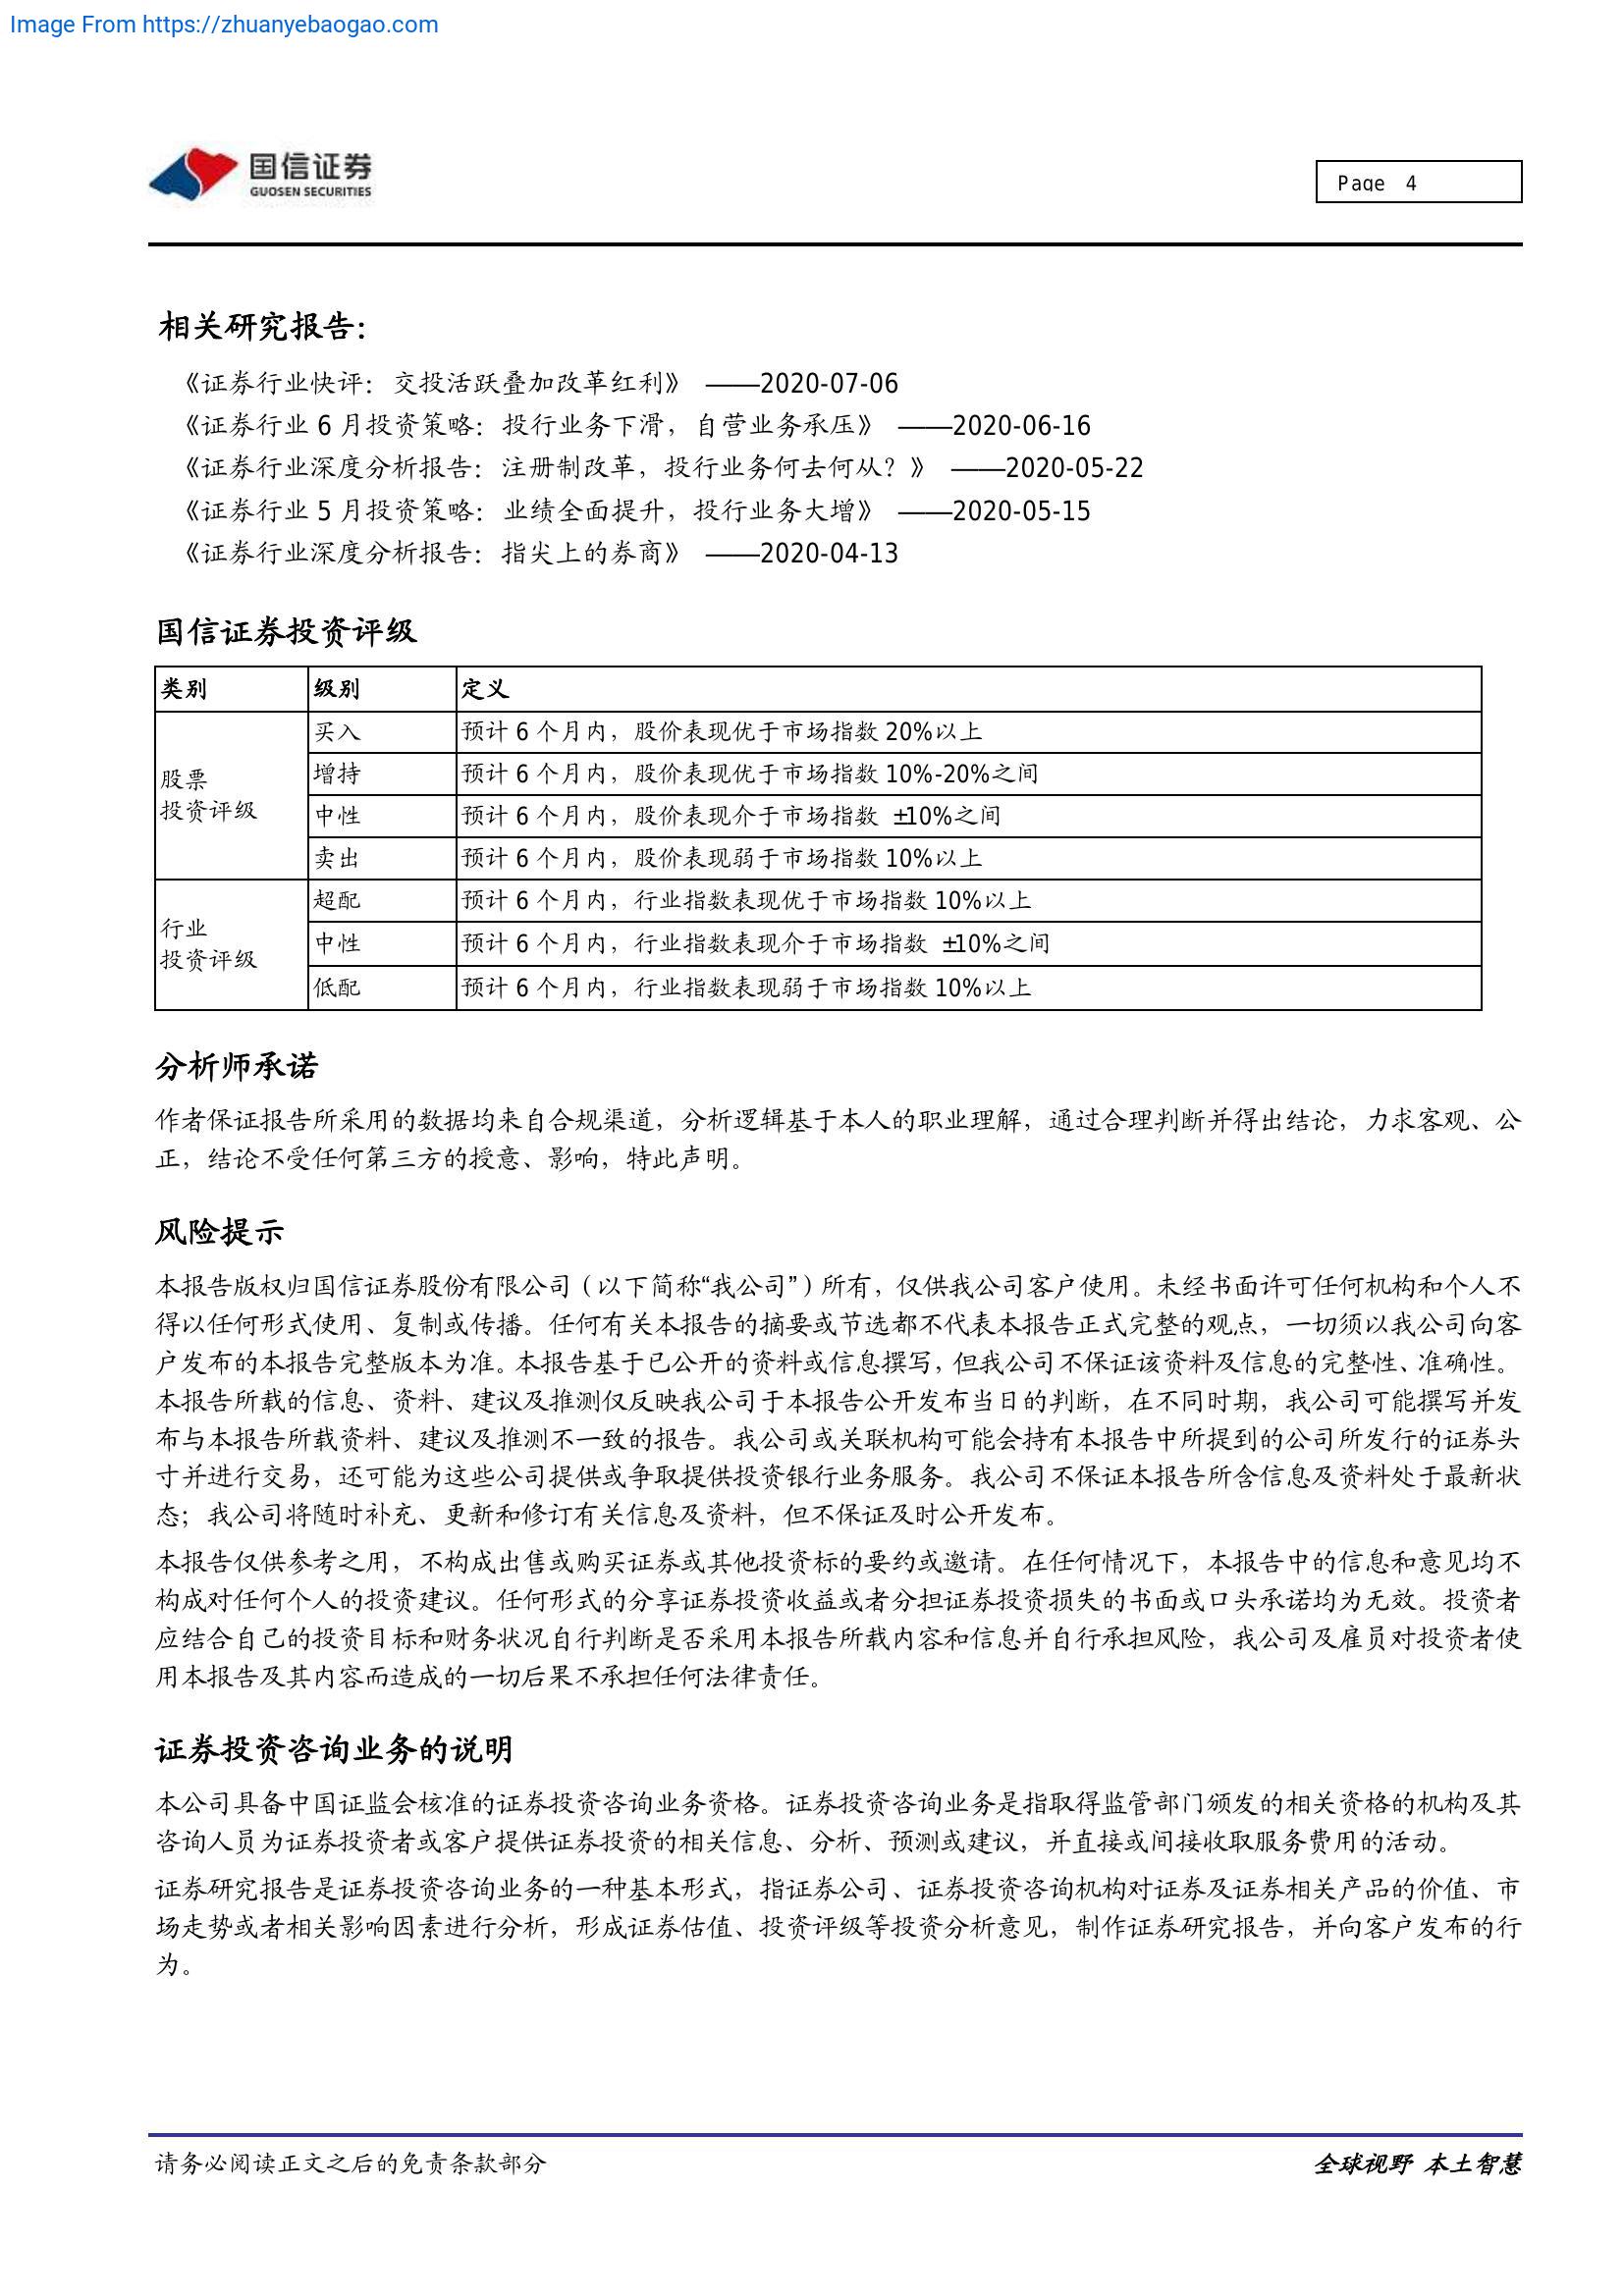 Image From https://zhuanyebaogao.com
国信证券
GUOSEN SECURITIES
Page 4
相关研究报告：
《证券行业快评：交投活跃叠加改革红利》 ——2020-07-06
《证券行业 6 月投资策略：投行业务下滑，自营业务承压》 ——2020-06-16
《证券行业深度分析报告：注册制改革，投行业务何去何从？》 ——2020-05-22
《证券行业 5 月投资策略：业绩全面提升，投行业务大增》 ——2020-05-15
《证券行业深度分析报告：指尖上的券商》 ——2020-04-13
国信证券投资评级
类别 级别 定义
股票
投资评级
买入 预计 6 个月内，股价表现优于市场指数 20%以上
增持 预计 6 个月内，股价表现优于市场指数 10%-20%之间
中性 预计 6 个月内，股价表现介于市场指数 ±10%之间
卖出 预计 6 个月内，股价表现弱于市场指数 10%以上
行业
投资评级
超配 预计 6 个月内，行业指数表现优于市场指数 10%以上
中性 预计 6 个月内，行业指数表现介于市场指数 ±10%之间
低配 预计 6 个月内，行业指数表现弱于市场指数 10%以上
分析师承诺
作者保证报告所采用的数据均来自合规渠道，分析逻辑基于本人的职业理解，通过合理判断并得出结论，力求客观、公
正，结论不受任何第三方的授意、影响，特此声明。
风险提示
本报告版权归国信证券股份有限公司（以下简称“我公司”）所有，仅供我公司客户使用。未经书面许可任何机构和个人不
得以任何形式使用、复制或传播。任何有关本报告的摘要或节选都不代表本报告正式完整的观点，一切须以我公司向客
户发布的本报告完整版本为准。本报告基于已公开的资料或信息撰写，但我公司不保证该资料及信息的完整性、准确性。
本报告所载的信息、资料、建议及推测仅反映我公司于本报告公开发布当日的判断，在不同时期，我公司可能撰写并发
布与本报告所载资料、建议及推测不一致的报告。我公司或关联机构可能会持有本报告中所提到的公司所发行的证券头
寸并进行交易，还可能为这些公司提供或争取提供投资银行业务服务。我公司不保证本报告所含信息及资料处于最新状
态；我公司将随时补充、更新和修订有关信息及资料，但不保证及时公开发布。
本报告仅供参考之用，不构成出售或购买证券或其他投资标的要约或邀请。在任何情况下，本报告中的信息和意见均不
构成对任何个人的投资建议。任何形式的分享证券投资收益或者分担证券投资损失的书面或口头承诺均为无效。投资者
应结合自己的投资目标和财务状况自行判断是否采用本报告所载内容和信息并自行承担风险，我公司及雇员对投资者使
用本报告及其内容而造成的一切后果不承担任何法律责任。
证券投资咨询业务的说明
本公司具备中国证监会核准的证券投资咨询业务资格。证券投资咨询业务是指取得监管部门颁发的相关资格的机构及其
咨询人员为证券投资者或客户提供证券投资的相关信息、分析、预测或建议，并直接或间接收取服务费用的活动。
证券研究报告是证券投资咨询业务的一种基本形式，指证券公司、证券投资咨询机构对证券及证券相关产品的价值、市
场走势或者相关影响因素进行分析，形成证券估值、投资评级等投资分析意见，制作证券研究报告，并向客户发布的行
为。
请务必阅读正文之后的免责条款部分
全球视野 本土智慧